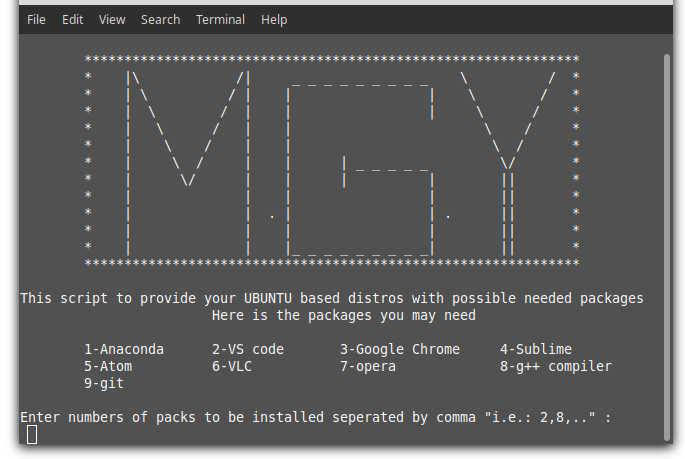 File Edit View Search Terminal Help
M.G.Y
This script to provide your UBUNTU based distros with possible needed packages
Here is the packages you may need
1-Anaconda 2-VS code 3-Google Chrome 4-Sublime
5-Atom 6-VLC 7-opera 8-g++ compiler
9-git
Enter numbers of packs to be installed seperated by comma "i.e.: 2,8,.." :